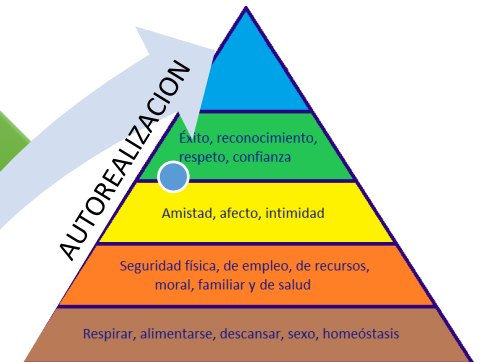 AUTOREALIZACION
Éxito, reconocimiento,
respeto, confianza
Amistad, afecto, intimidad
Seguridad física, de empleo, de recursos,
moral, familiar y de salud
Respirar, alimentarse, descansar, sexo, homeóstasis